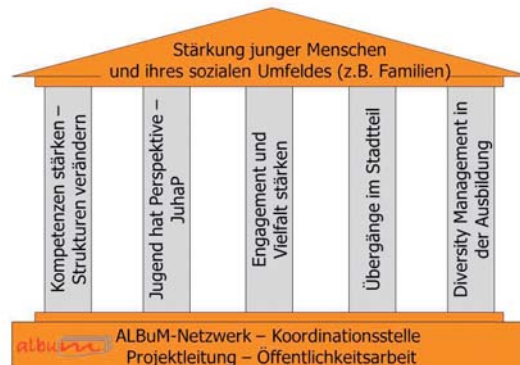 Stärkung junger Menschen
und ihres sozialen Umfeldes (z.B. Familien)
Kompetenzen stärken –
Strukturen verändern
Jugend hat Perspektive –
JuhaP
Engagement und
Vielfalt stärken
Übergänge im Stadtteil
Diversity Management in
der Ausbildung
albuM
ALBuM-Netzwerk – Koordinationsstelle
Projektleitung – Öffentlichkeitsarbeit